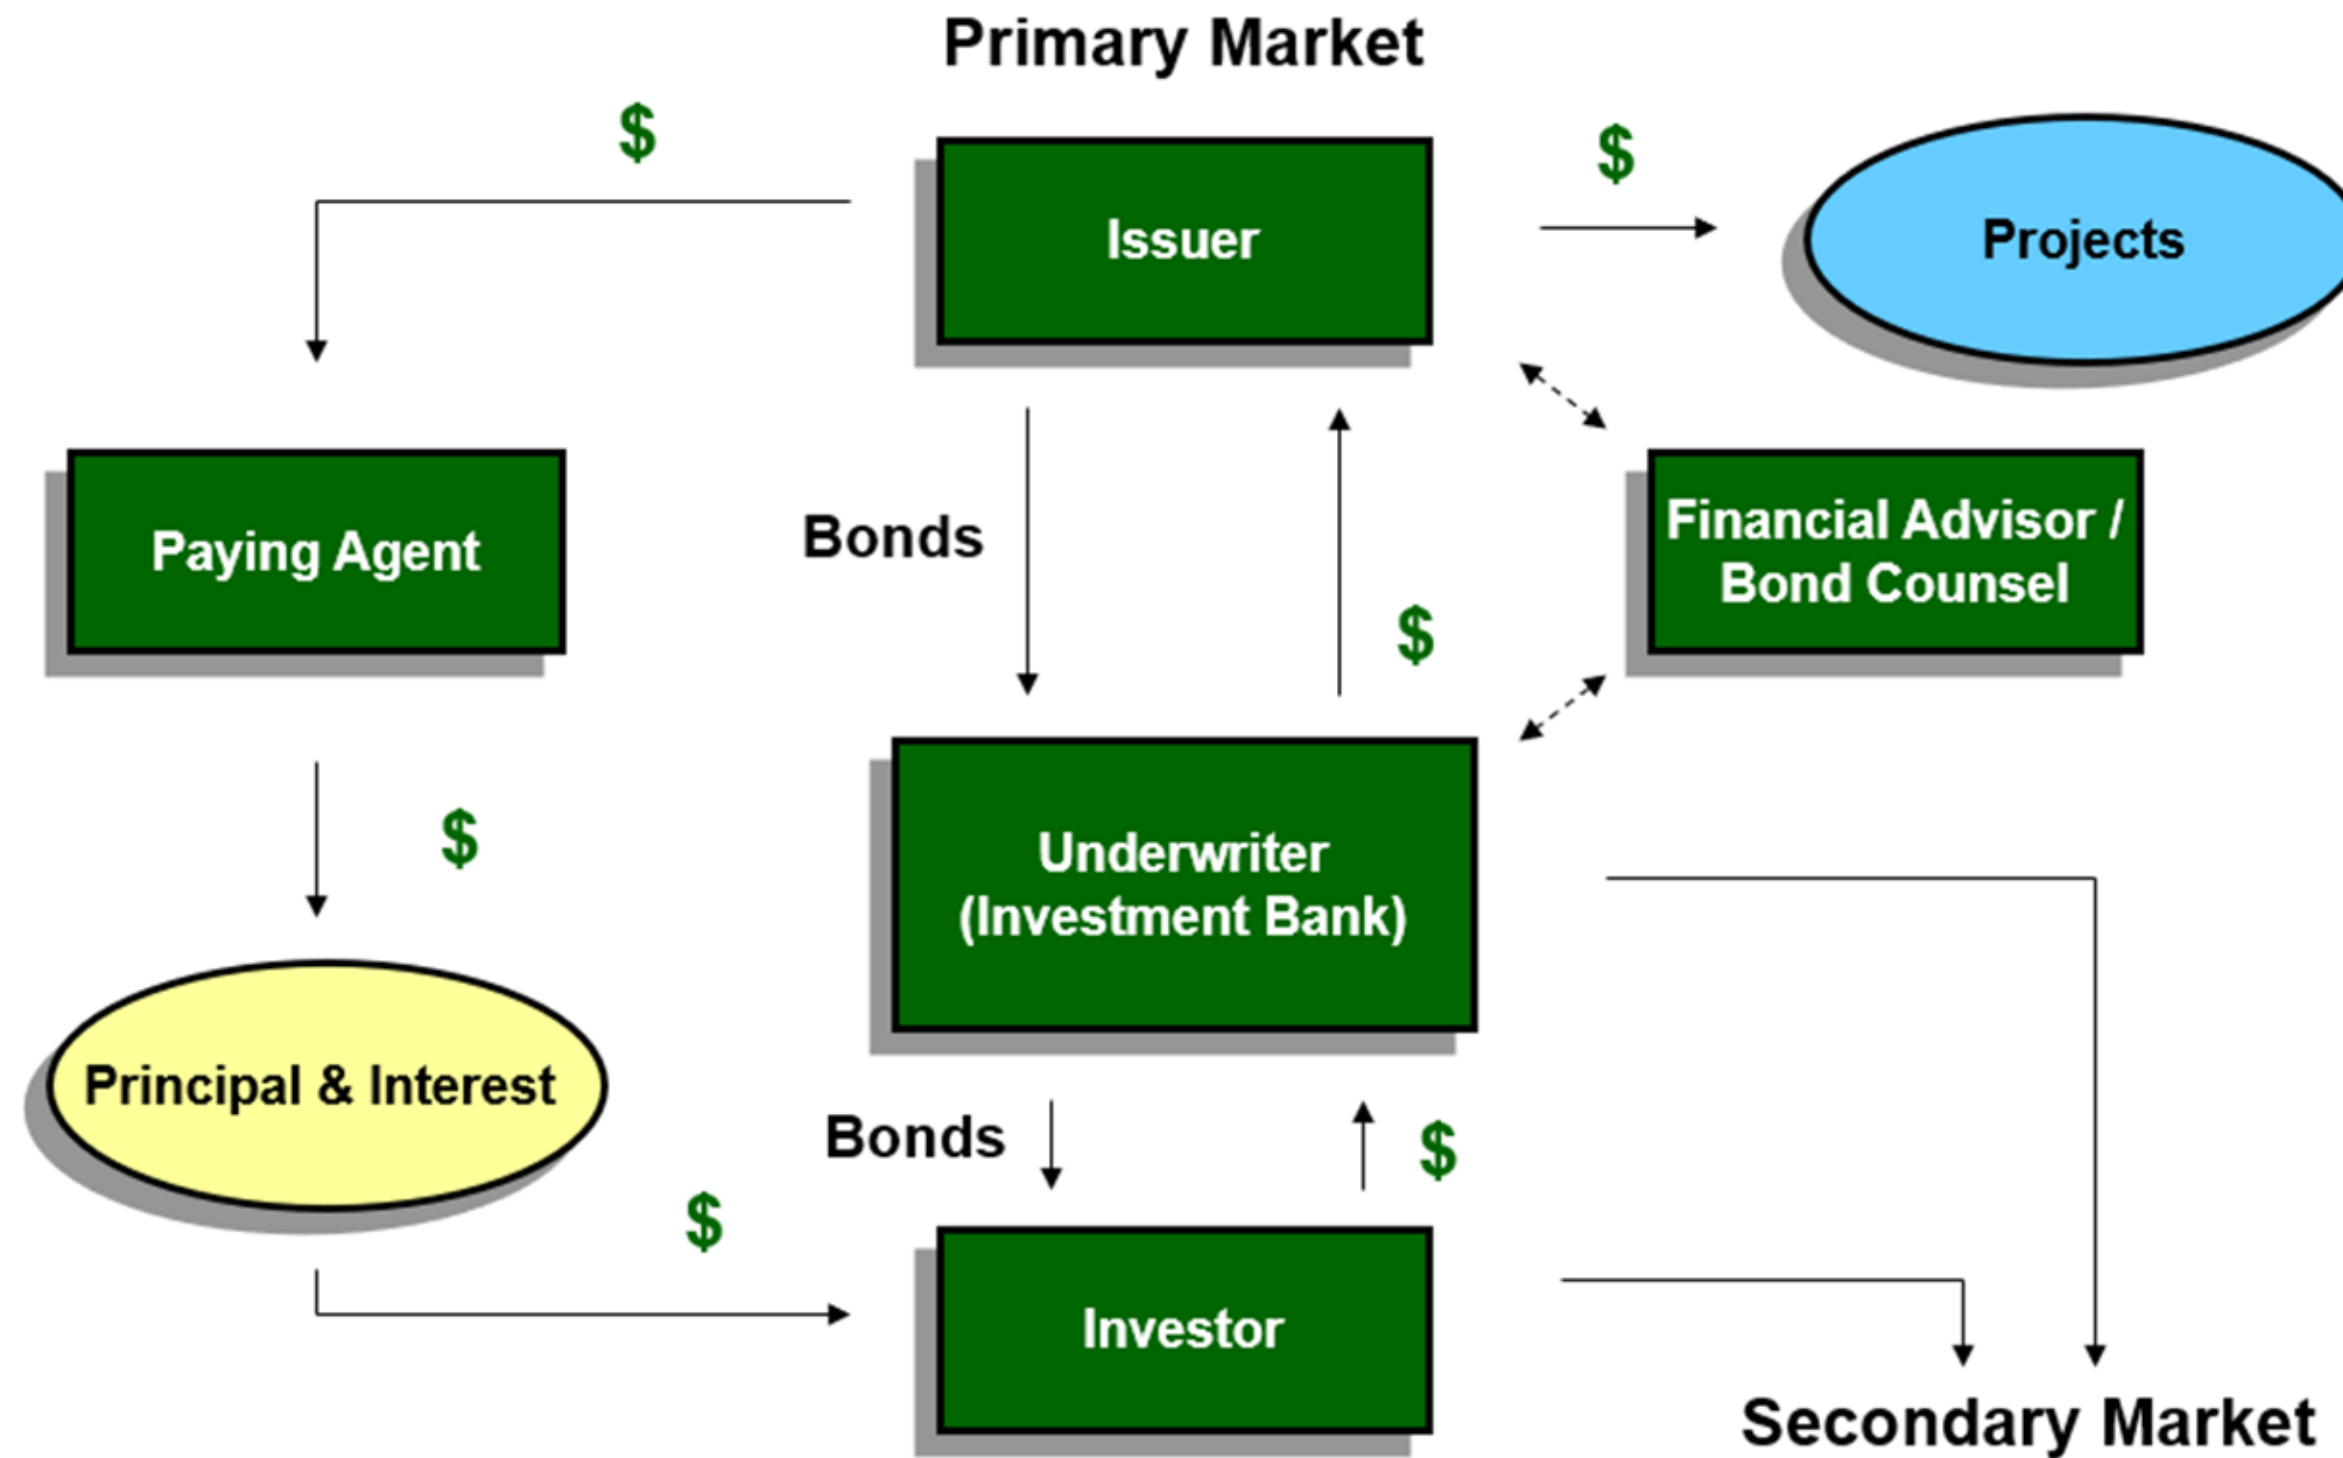 Primary Market
$
$
Issuer
Projects
Paying Agent
Bonds
$
Financial Advisor /
Bond Counsel
$
Underwriter
(Investment Bank)
Principal & Interest
Bonds
$
$
Investor
Secondary Market